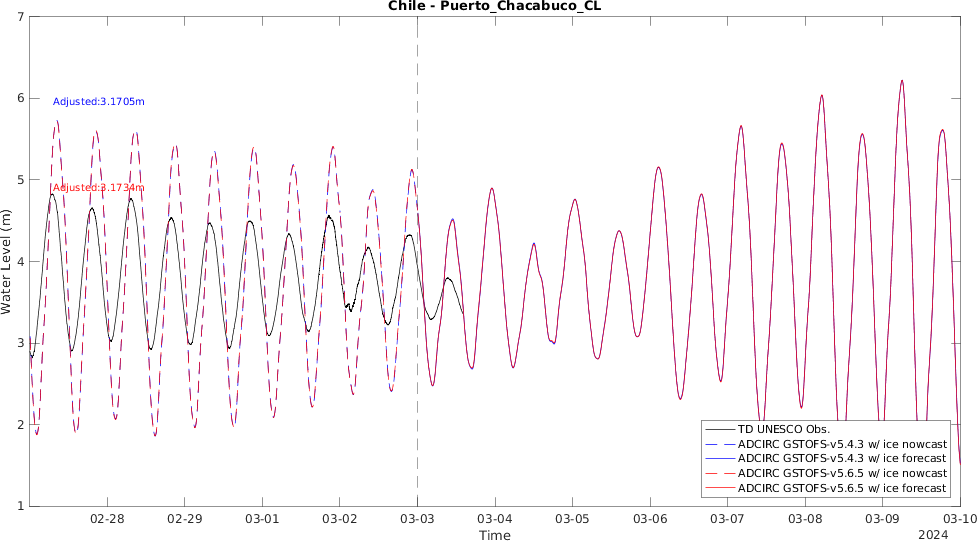 Chile - Puerto_Chacabuco_CL
7
6
5
4
3
2
1
Water Level (m)
Adjusted:3.1705m
Adjusted:3.1734m
TD UNESCO Obs.
ADCIRC GSTOFS-v5.4.3 w/ ice nowcast
ADCIRC GSTOFS-v5.4.3 w/ ice forecast
ADCIRC GSTOFS-v5.6.5 w/ ice nowcast
ADCIRC GSTOFS-v5.6.5 w/ ice forecast
02-28 02-29 03-01 03-02 03-03 03-04 03-05 03-06 03-07 03-08 03-09 03-10
Time
2024